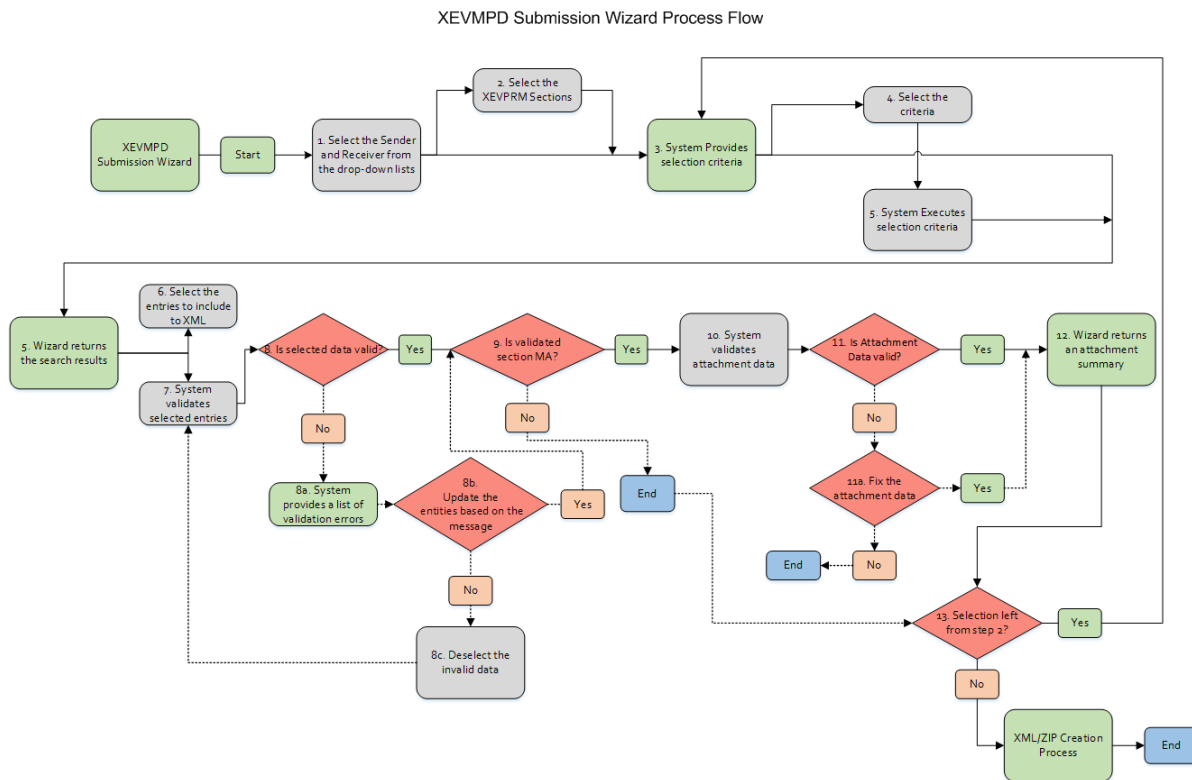 XEVMPD Submission Wizard Process Flow
2. Select the
XEVPRM Sections
4. Select the
criteria
XEVMPD
Submission Wizard
Start
1. Select the Sender
and Receiver from
the drop-down lists
3. System Provides
selection criteria
5. System Executes
selection criteria
6. Select the
entries to include
to XML
5. Wizard returns
the search results
7. System
validates
selected entries
8. Is selected data valid?
Yes
9. Is validated
section MA?
Yes
10. System
validates
attachment data
11. Is Attachment
Data valid?
Yes
12. Wizard returns
an attachment
summary
No
No
No
8a. System
provides a list of
validation errors
8b.
Update the
entities based on the
message
Yes
End
11a. Fix the
attachment data
Yes
No
End
No
8c. Deselect the
invalid data
13. Selection left
from step 2?
Yes
No
XML/ZIP Creation
Process
End